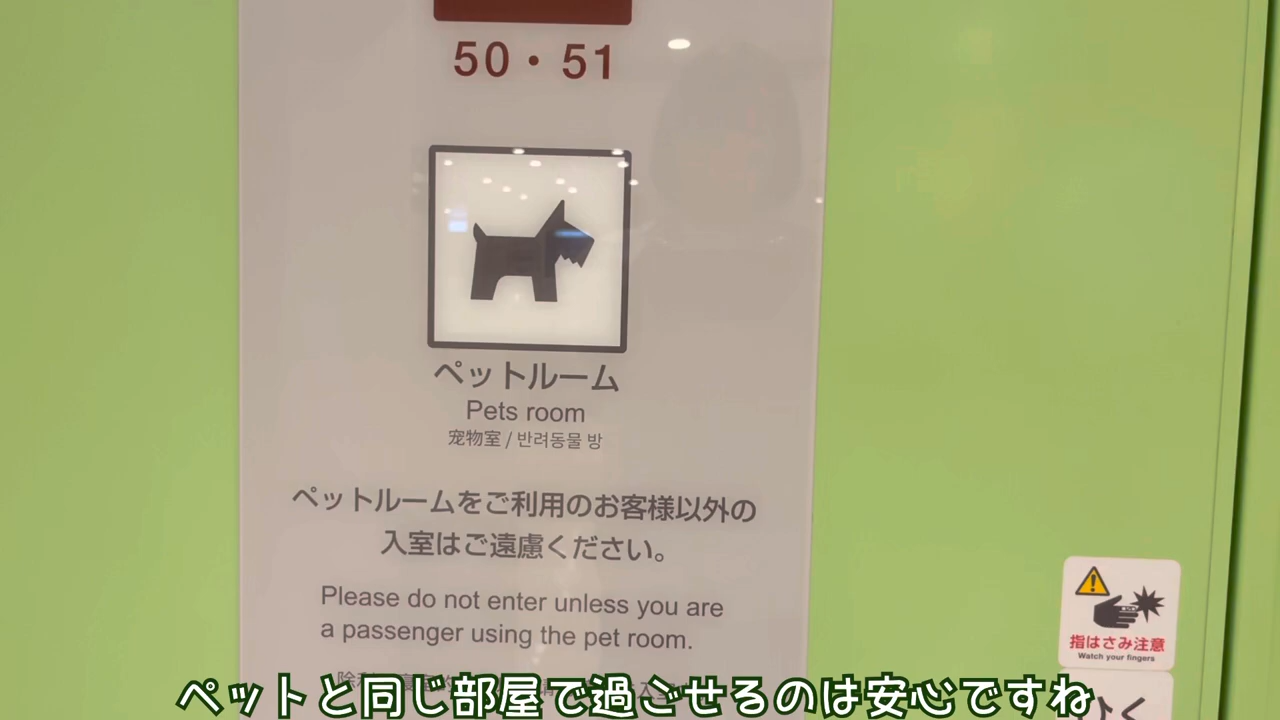 50・51
ペットルーム
Pets room
宠物室 / 반려동물 방
ペットルームをご利用のお客様以外の
入室はご遠慮ください。
Please do not enter unless you are
a passenger using the pet room.
指はさみ注意
Watch your fingers
ペットと同じ部屋で過ごせるのは安心ですね